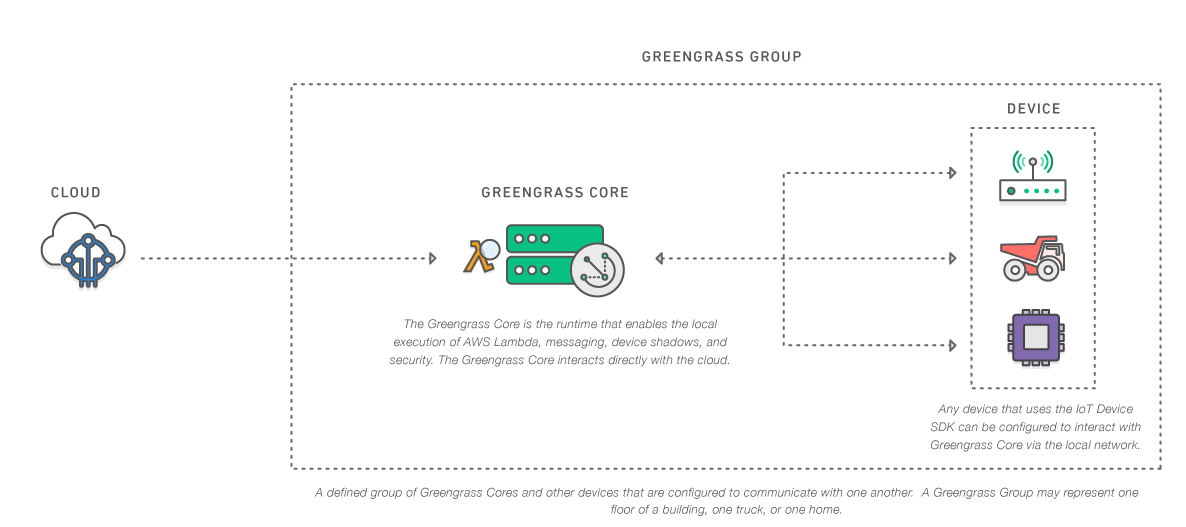 GREENGRASS GROUP
DEVICE
CLOUD
GREENGRASS CORE
The Greengrass Core is the runtime that enables the local
execution of AWS Lambda, messaging, device shadows, and
security. The Greengrass Core interacts directly with the cloud.
Any device that uses the IoT Device
SDK can be configured to interact with
Greengrass Core via the local network.
A defined group of Greengrass Cores and other devices that are configured to communicate with one another.  A Greengrass Group may represent one
floor of a building, one truck, or one home.